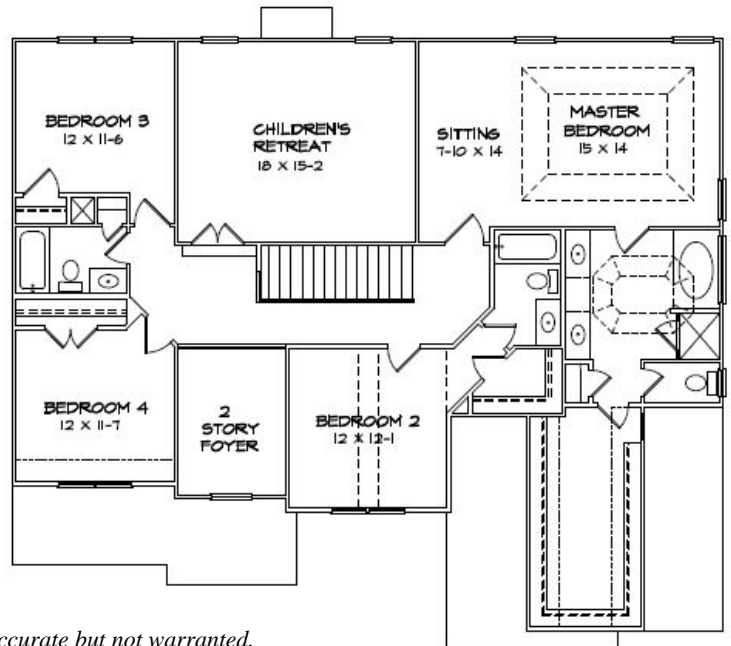 BEDROOM 3
12 X 11-6
CHILDREN'S
RETREAT
18 X 15-2
SITTING
7-10 X 14
MASTER
BEDROOM
15 X 14
BEDROOM 4
12 X 11-7
2
STORY
FOYER
BEDROOM 2
12 X 12-1
ccurate but not warranted.